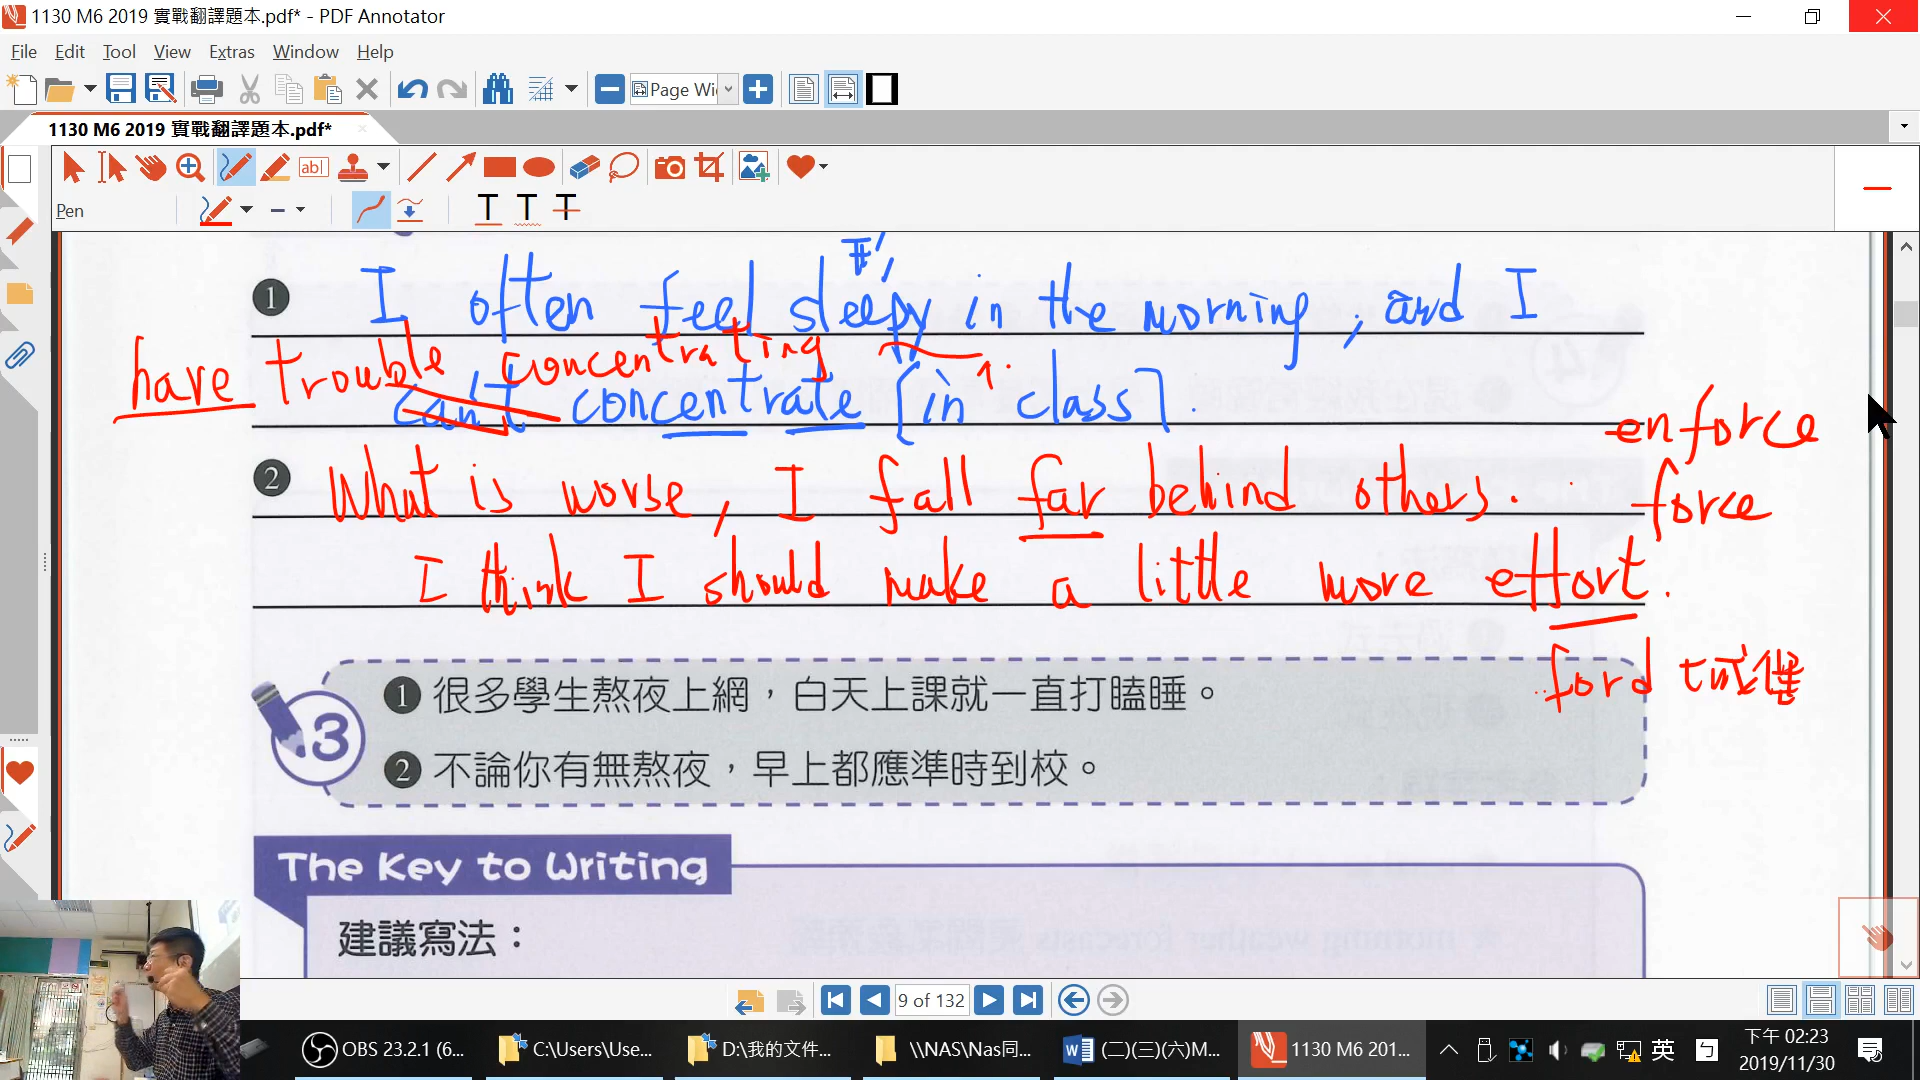 1130 M6 2019 實戰翻譯題本.pdf* - PDF Annotator
File Edit Tool View Extras Window Help
Page Wi
1130 M6 2019 實戰翻譯題本.pdf*
ab|
Pen
T T T
1 I often feel sleepy in the morning, and I
have trouble concentrating
can't concentrate [in class].
enforce
2 What is worse, I fall far behind others.
force
I think I should make a little more effort.
ford
3
1 很多學生熬夜上網，白天上課就一直打瞌睡。
2 不論你有無熬夜，早上都應準時到校。
The Key to Writing
建議寫法：
9 of 132
OBS 23.2.1 (6...
C:\Users\Use...
D:\我的文件...
\\NAS\Nas同...
(二)(三)(六)M...
1130 M6 201...
英
ㄅ
下午 02:23
2019/11/30